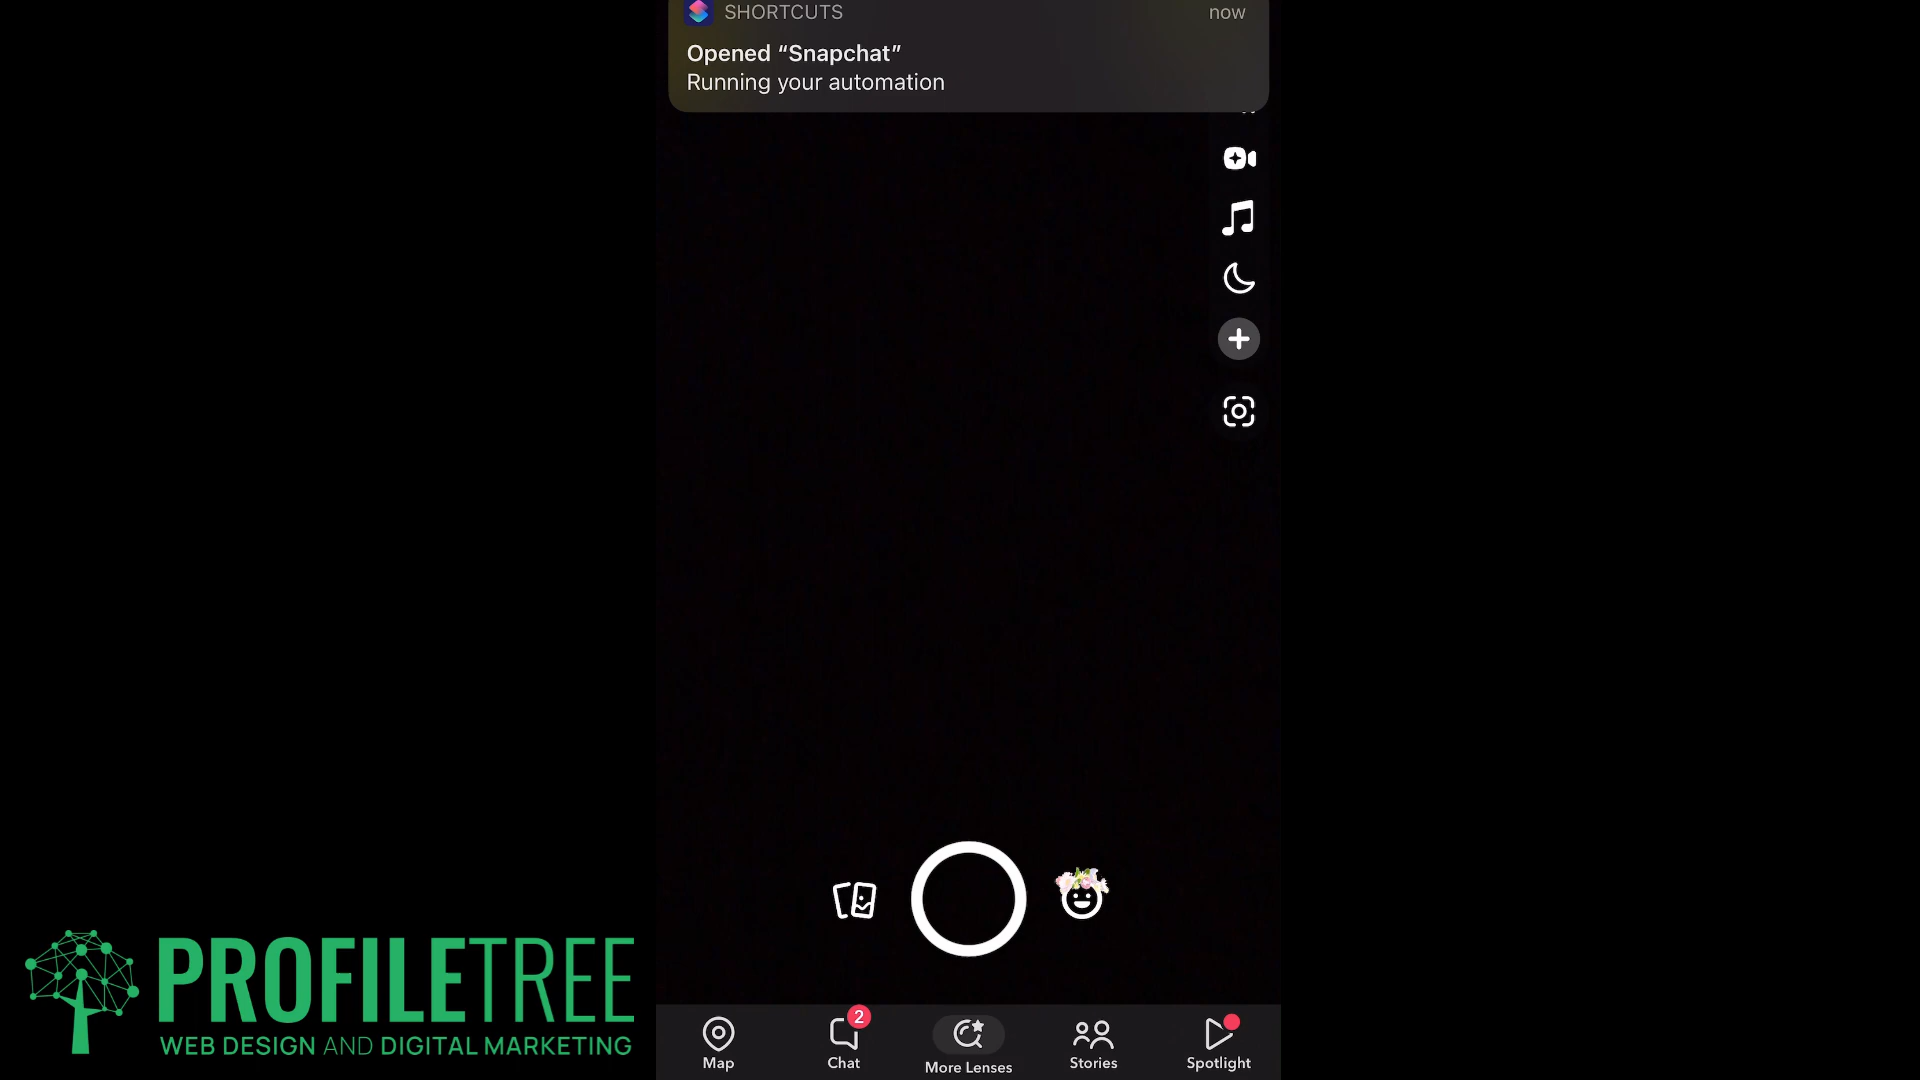 SHORTCUTS now
Opened “Snapchat”
Running your automation
PROFILETREE
WEB DESIGN AND DIGITAL MARKETING
2
Map Chat More Lenses Stories Spotlight